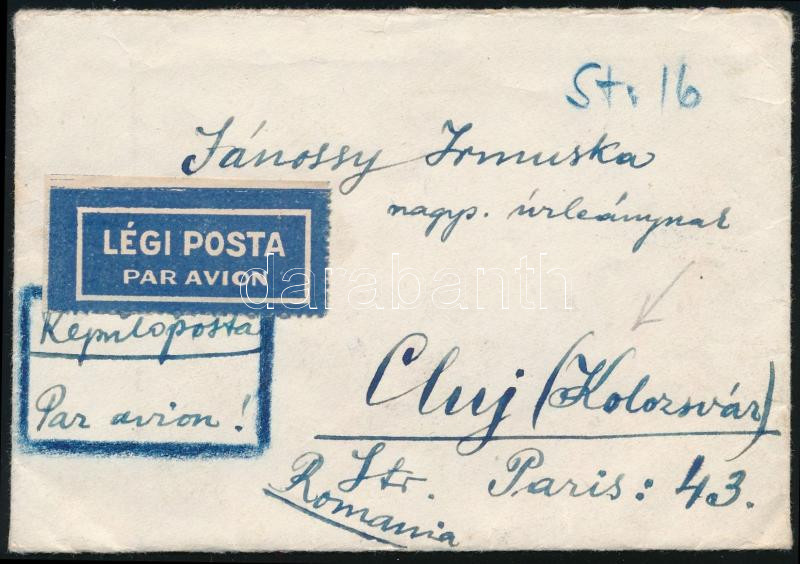 Str. 16
Jánossy Irmuska
nagys. úrleánynak
LÉGI POSTA
PAR AVION
darabanth
Repülőposta
Par avion!
Cluj (Kolozsvár)
Str. Paris: 43.
Romania